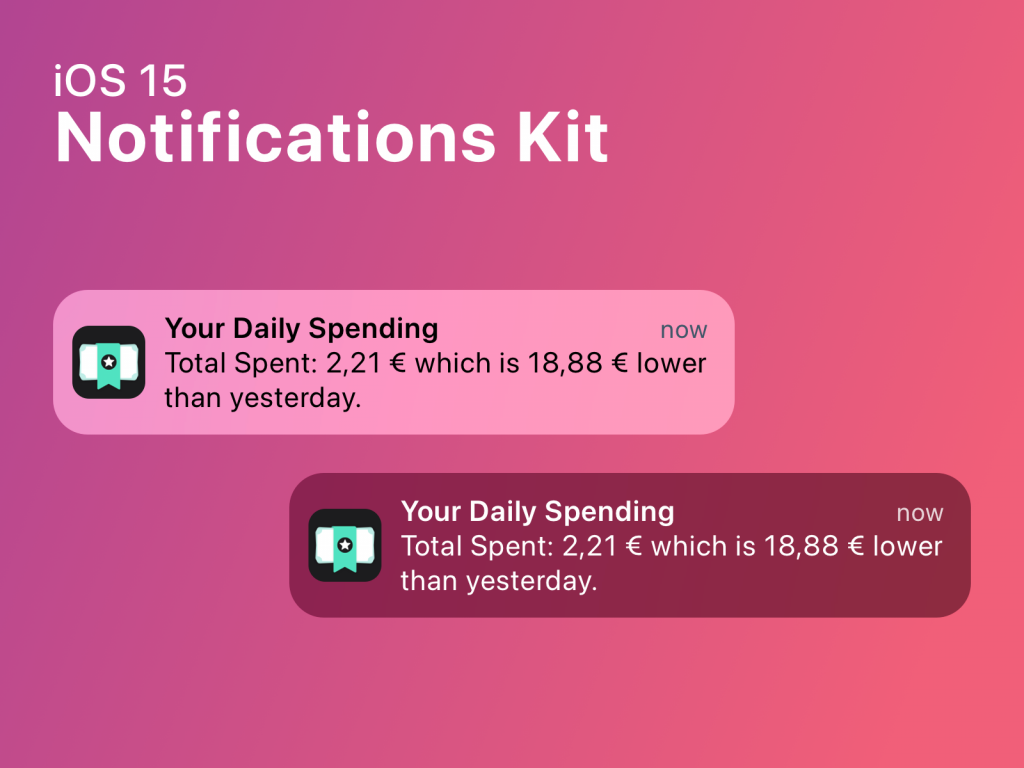 iOS 15
Notifications Kit
Your Daily Spending now
Total Spent: 2,21 € which is 18,88 € lower
than yesterday.
Your Daily Spending now
Total Spent: 2,21 € which is 18,88 € lower
than yesterday.